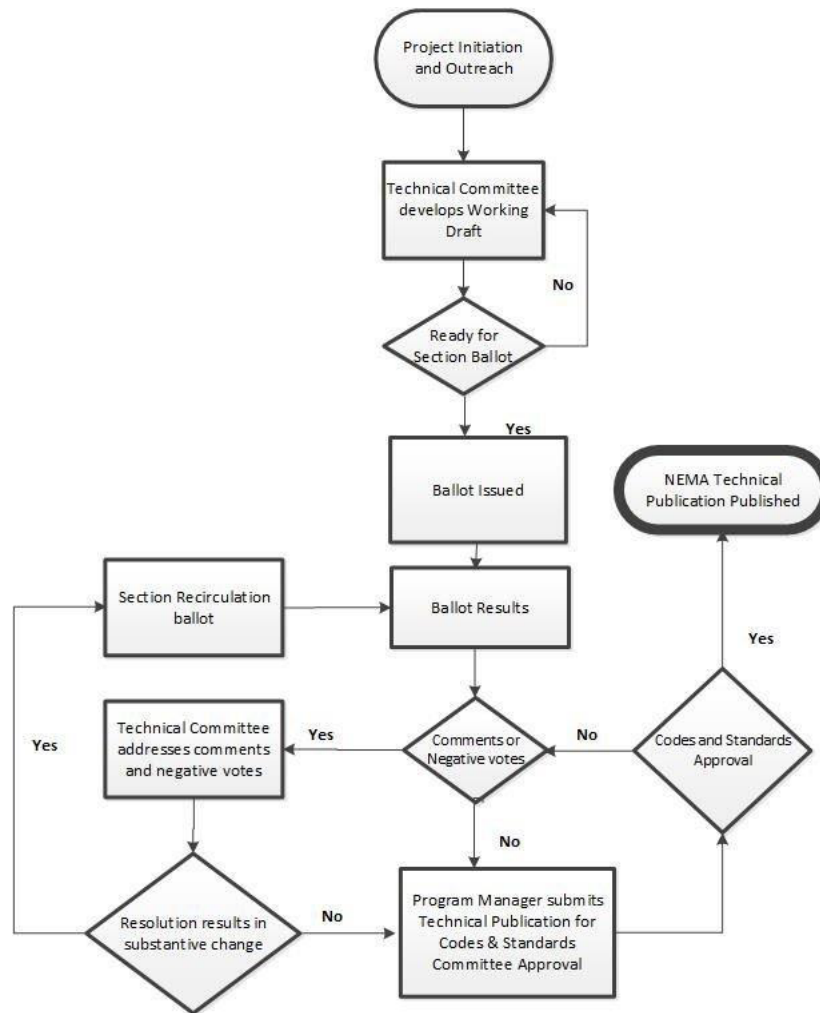 Project Initiation
and Outreach
Technical Committee
develops Working
Draft
No
Ready for
Section Ballot
Yes
Ballot Issued
NEMA Technical
Publication Published
Section Recirculation
ballot
Ballot Results
Yes
Technical Committee
addresses comments
and negative votes
Yes
Yes
Comments or
Negative votes
No
Codes and Standards
Approval
No
Resolution results in
substantive change
No
Program Manager submits
Technical Publication for
Codes & Standards
Committee Approval